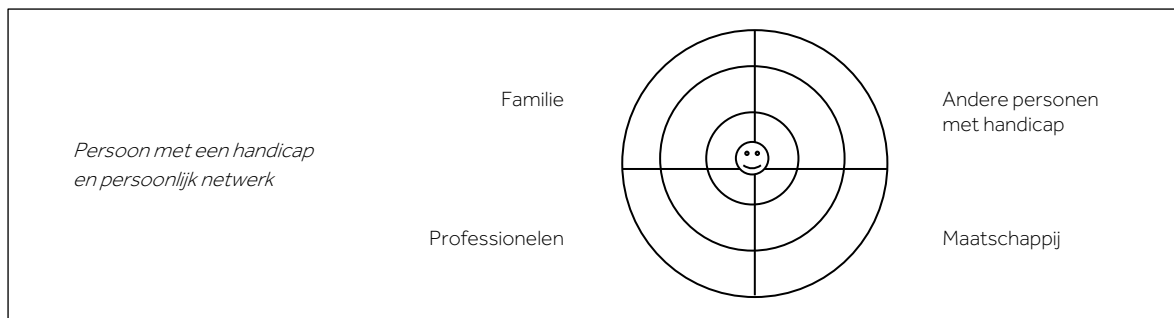 Persoon met een handicap
en persoonlijk netwerk
Familie
Andere personen
met handicap
Professionelen
Maatschappij